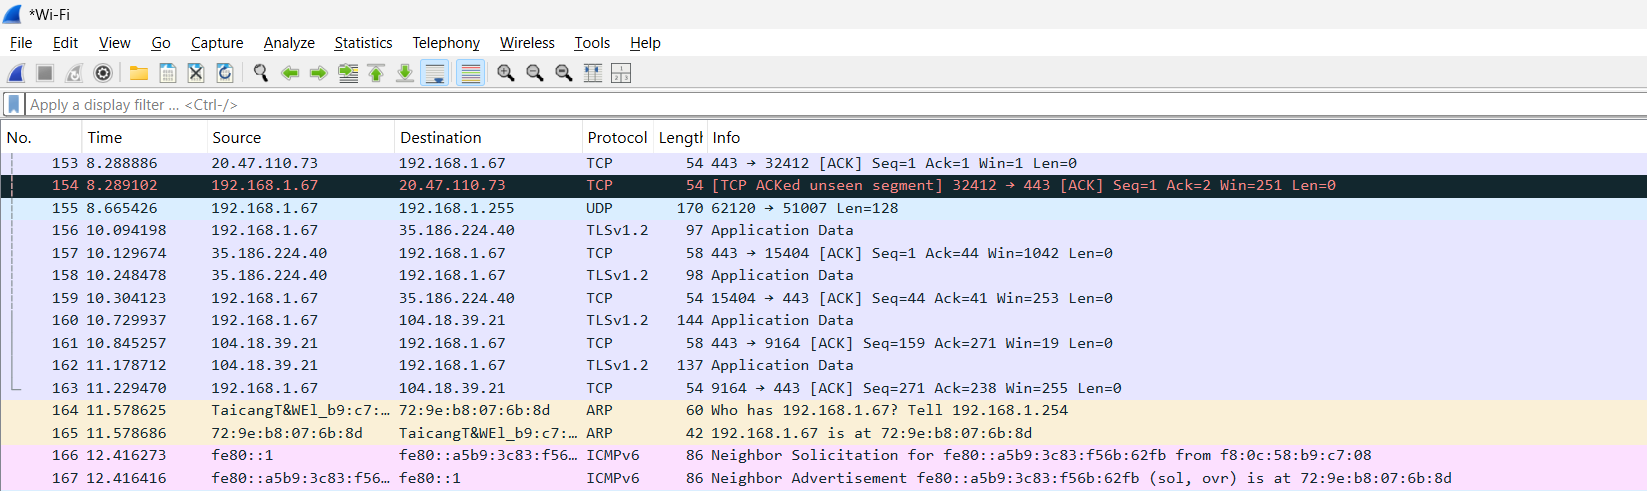 *Wi-Fi
File Edit View Go Capture Analyze Statistics Telephony Wireless Tools Help
Apply a display filter … <Ctrl-/>
No. Time Source Destination Protocol Length Info
153 8.288886 20.47.110.73 192.168.1.67 TCP 54 443 → 32412 [ACK] Seq=1 Ack=1 Win=1 Len=0
154 8.289102 192.168.1.67 20.47.110.73 TCP 54 [TCP ACKed unseen segment] 32412 → 443 [ACK] Seq=1 Ack=2 Win=251 Len=0
155 8.665426 192.168.1.67 192.168.1.255 UDP 170 62120 → 51007 Len=128
156 10.094198 192.168.1.67 35.186.224.40 TLSv1.2 97 Application Data
157 10.129674 35.186.224.40 192.168.1.67 TCP 58 443 → 15404 [ACK] Seq=1 Ack=44 Win=1042 Len=0
158 10.248478 35.186.224.40 192.168.1.67 TLSv1.2 98 Application Data
159 10.304123 192.168.1.67 35.186.224.40 TCP 54 15404 → 443 [ACK] Seq=44 Ack=41 Win=253 Len=0
160 10.729937 192.168.1.67 104.18.39.21 TLSv1.2 144 Application Data
161 10.845257 104.18.39.21 192.168.1.67 TCP 58 443 → 9164 [ACK] Seq=159 Ack=271 Win=19 Len=0
162 11.178712 104.18.39.21 192.168.1.67 TLSv1.2 137 Application Data
163 11.229470 192.168.1.67 104.18.39.21 TCP 54 9164 → 443 [ACK] Seq=271 Ack=238 Win=255 Len=0
164 11.578625 TaicangT&WEl_b9:c7:… 72:9e:b8:07:6b:8d ARP 60 Who has 192.168.1.67? Tell 192.168.1.254
165 11.578686 72:9e:b8:07:6b:8d TaicangT&WEl_b9:c7:… ARP 42 192.168.1.67 is at 72:9e:b8:07:6b:8d
166 12.416273 fe80::1 fe80::a5b9:3c83:f56… ICMPv6 86 Neighbor Solicitation for fe80::a5b9:3c83:f56b:62fb from f8:0c:58:b9:c7:08
167 12.416416 fe80::a5b9:3c83:f56… fe80::1 ICMPv6 86 Neighbor Advertisement fe80::a5b9:3c83:f56b:62fb (sol, ovr) is at 72:9e:b8:07:6b:8d